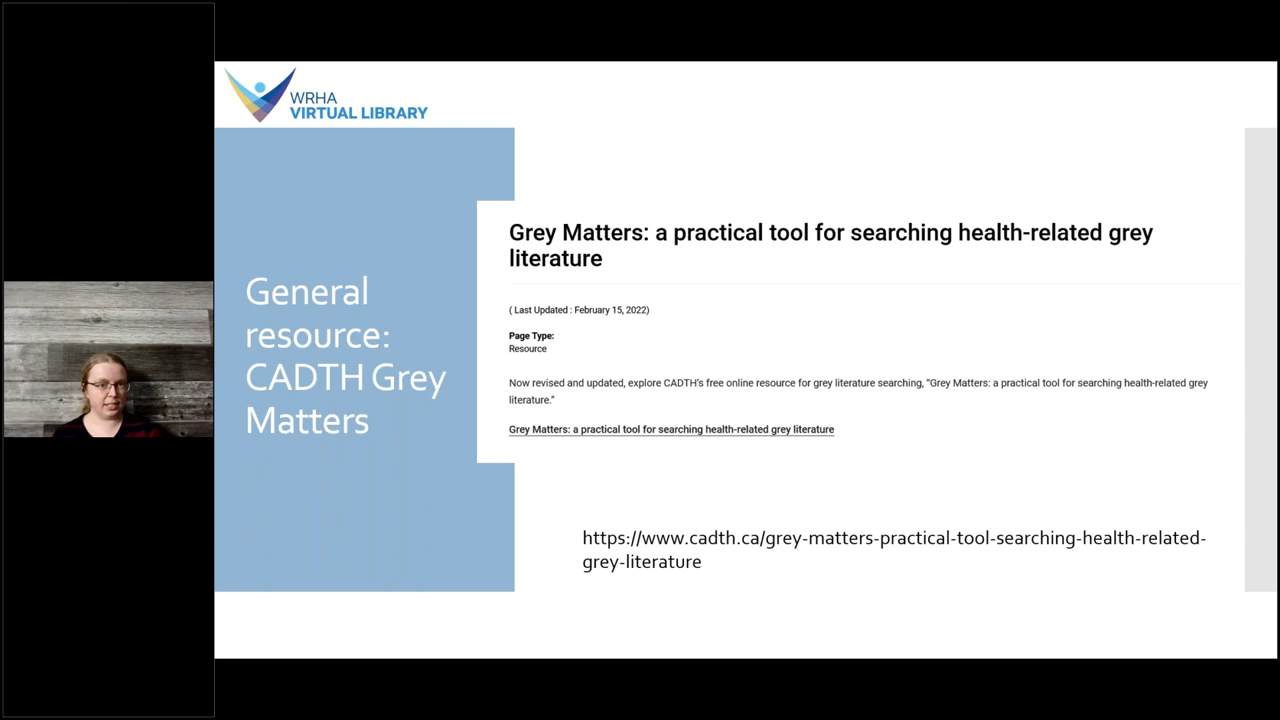 WRHA
VIRTUAL LIBRARY
General
resource:
CADTH Grey
Matters
Grey Matters: a practical tool for searching health-related grey
literature
( Last Updated : February 15, 2022)
Page Type:
Resource
Now revised and updated, explore CADTH's free online resource for grey literature searching, “Grey Matters: a practical tool for searching health-related grey
literature.”
Grey Matters: a practical tool for searching health-related grey literature
https://www.cadth.ca/grey-matters-practical-tool-searching-health-related-
grey-literature